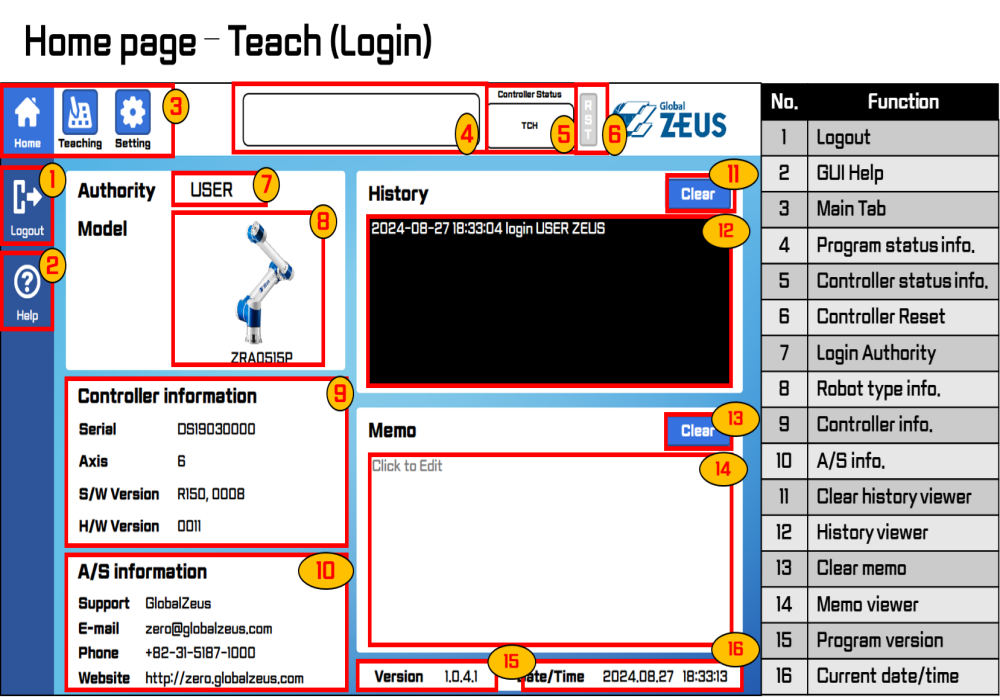 Home page – Teach (Login)
Home
Teaching
Setting
3
4
Controller Status
TCH
5
RST
6
Global
ZEUS
1
Logout
2
Help
Authority
USER
7
Model
8
ZRA0515P
Controller information
9
Serial DS19030000
Axis 6
S/W Version R150, 0008
H/W Version 0011
A/S information
10
Support GlobalZeus
E-mail zero@globalzeus.com
Phone +82-31-5187-1000
Website http://zero.globalzeus.com
History
Clear
11
2024-08-27 18:33:04 login USER ZEUS
12
Memo
Clear
13
Click to Edit
14
Version 1.0.4.1
15
Date/Time 2024.08.27 18:33:13
16
No. Function
1 Logout
2 GUI Help
3 Main Tab
4 Program status info.
5 Controller status info.
6 Controller Reset
7 Login Authority
8 Robot type info.
9 Controller info.
10 A/S info.
11 Clear history viewer
12 History viewer
13 Clear memo
14 Memo viewer
15 Program version
16 Current date/time